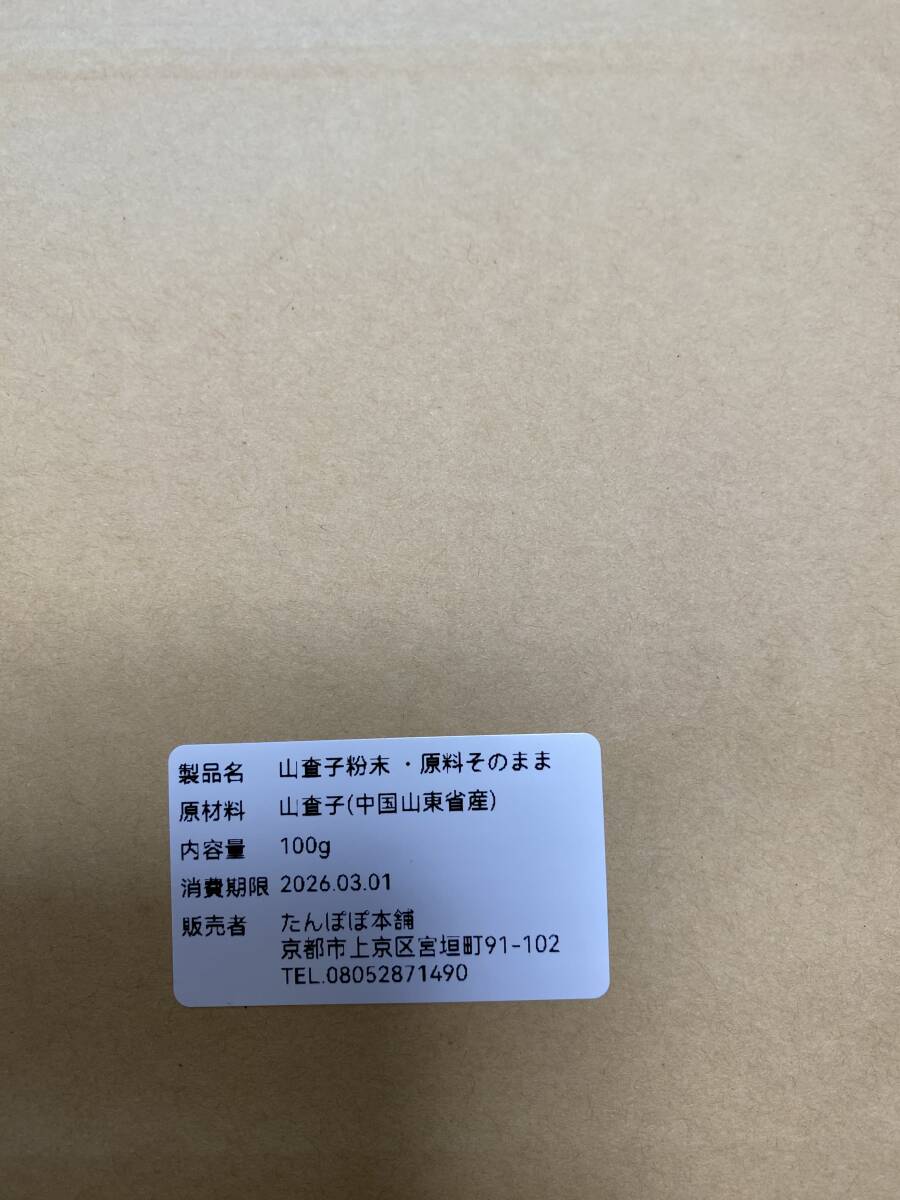 製品名 山査子粉末・原料そのまま
原材料 山査子(中国山東省産)
内容量 100g
消費期限 2026.03.01
販売者 たんぽぽ本舗
京都市上京区宮垣町91-102
TEL.08052871490